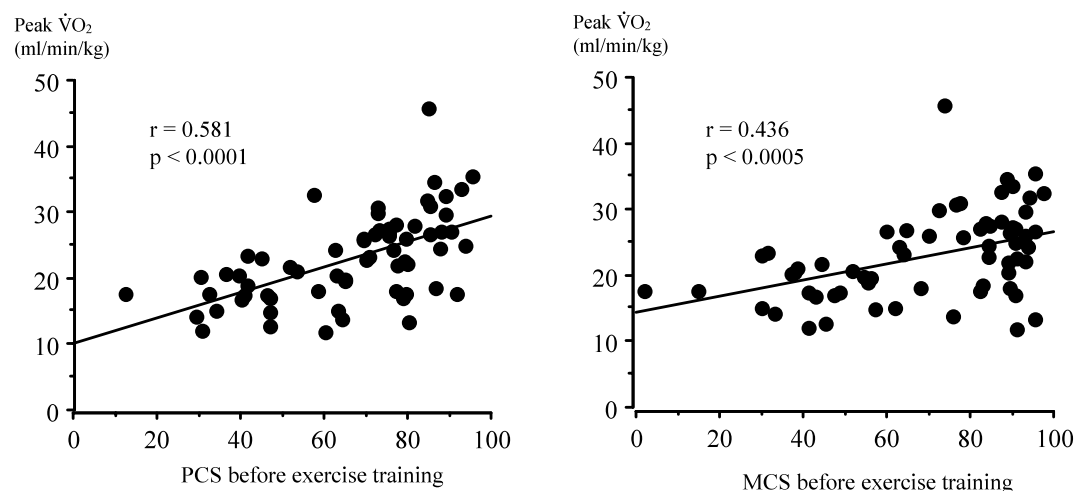 Peak V̇O₂
(ml/min/kg)
50
40
30
20
10
0
r = 0.581
p < 0.0001
0 20 40 60 80 100
PCS before exercise training
Peak V̇O₂
(ml/min/kg)
50
40
30
20
10
0
r = 0.436
p < 0.0005
0 20 40 60 80 100
MCS before exercise training